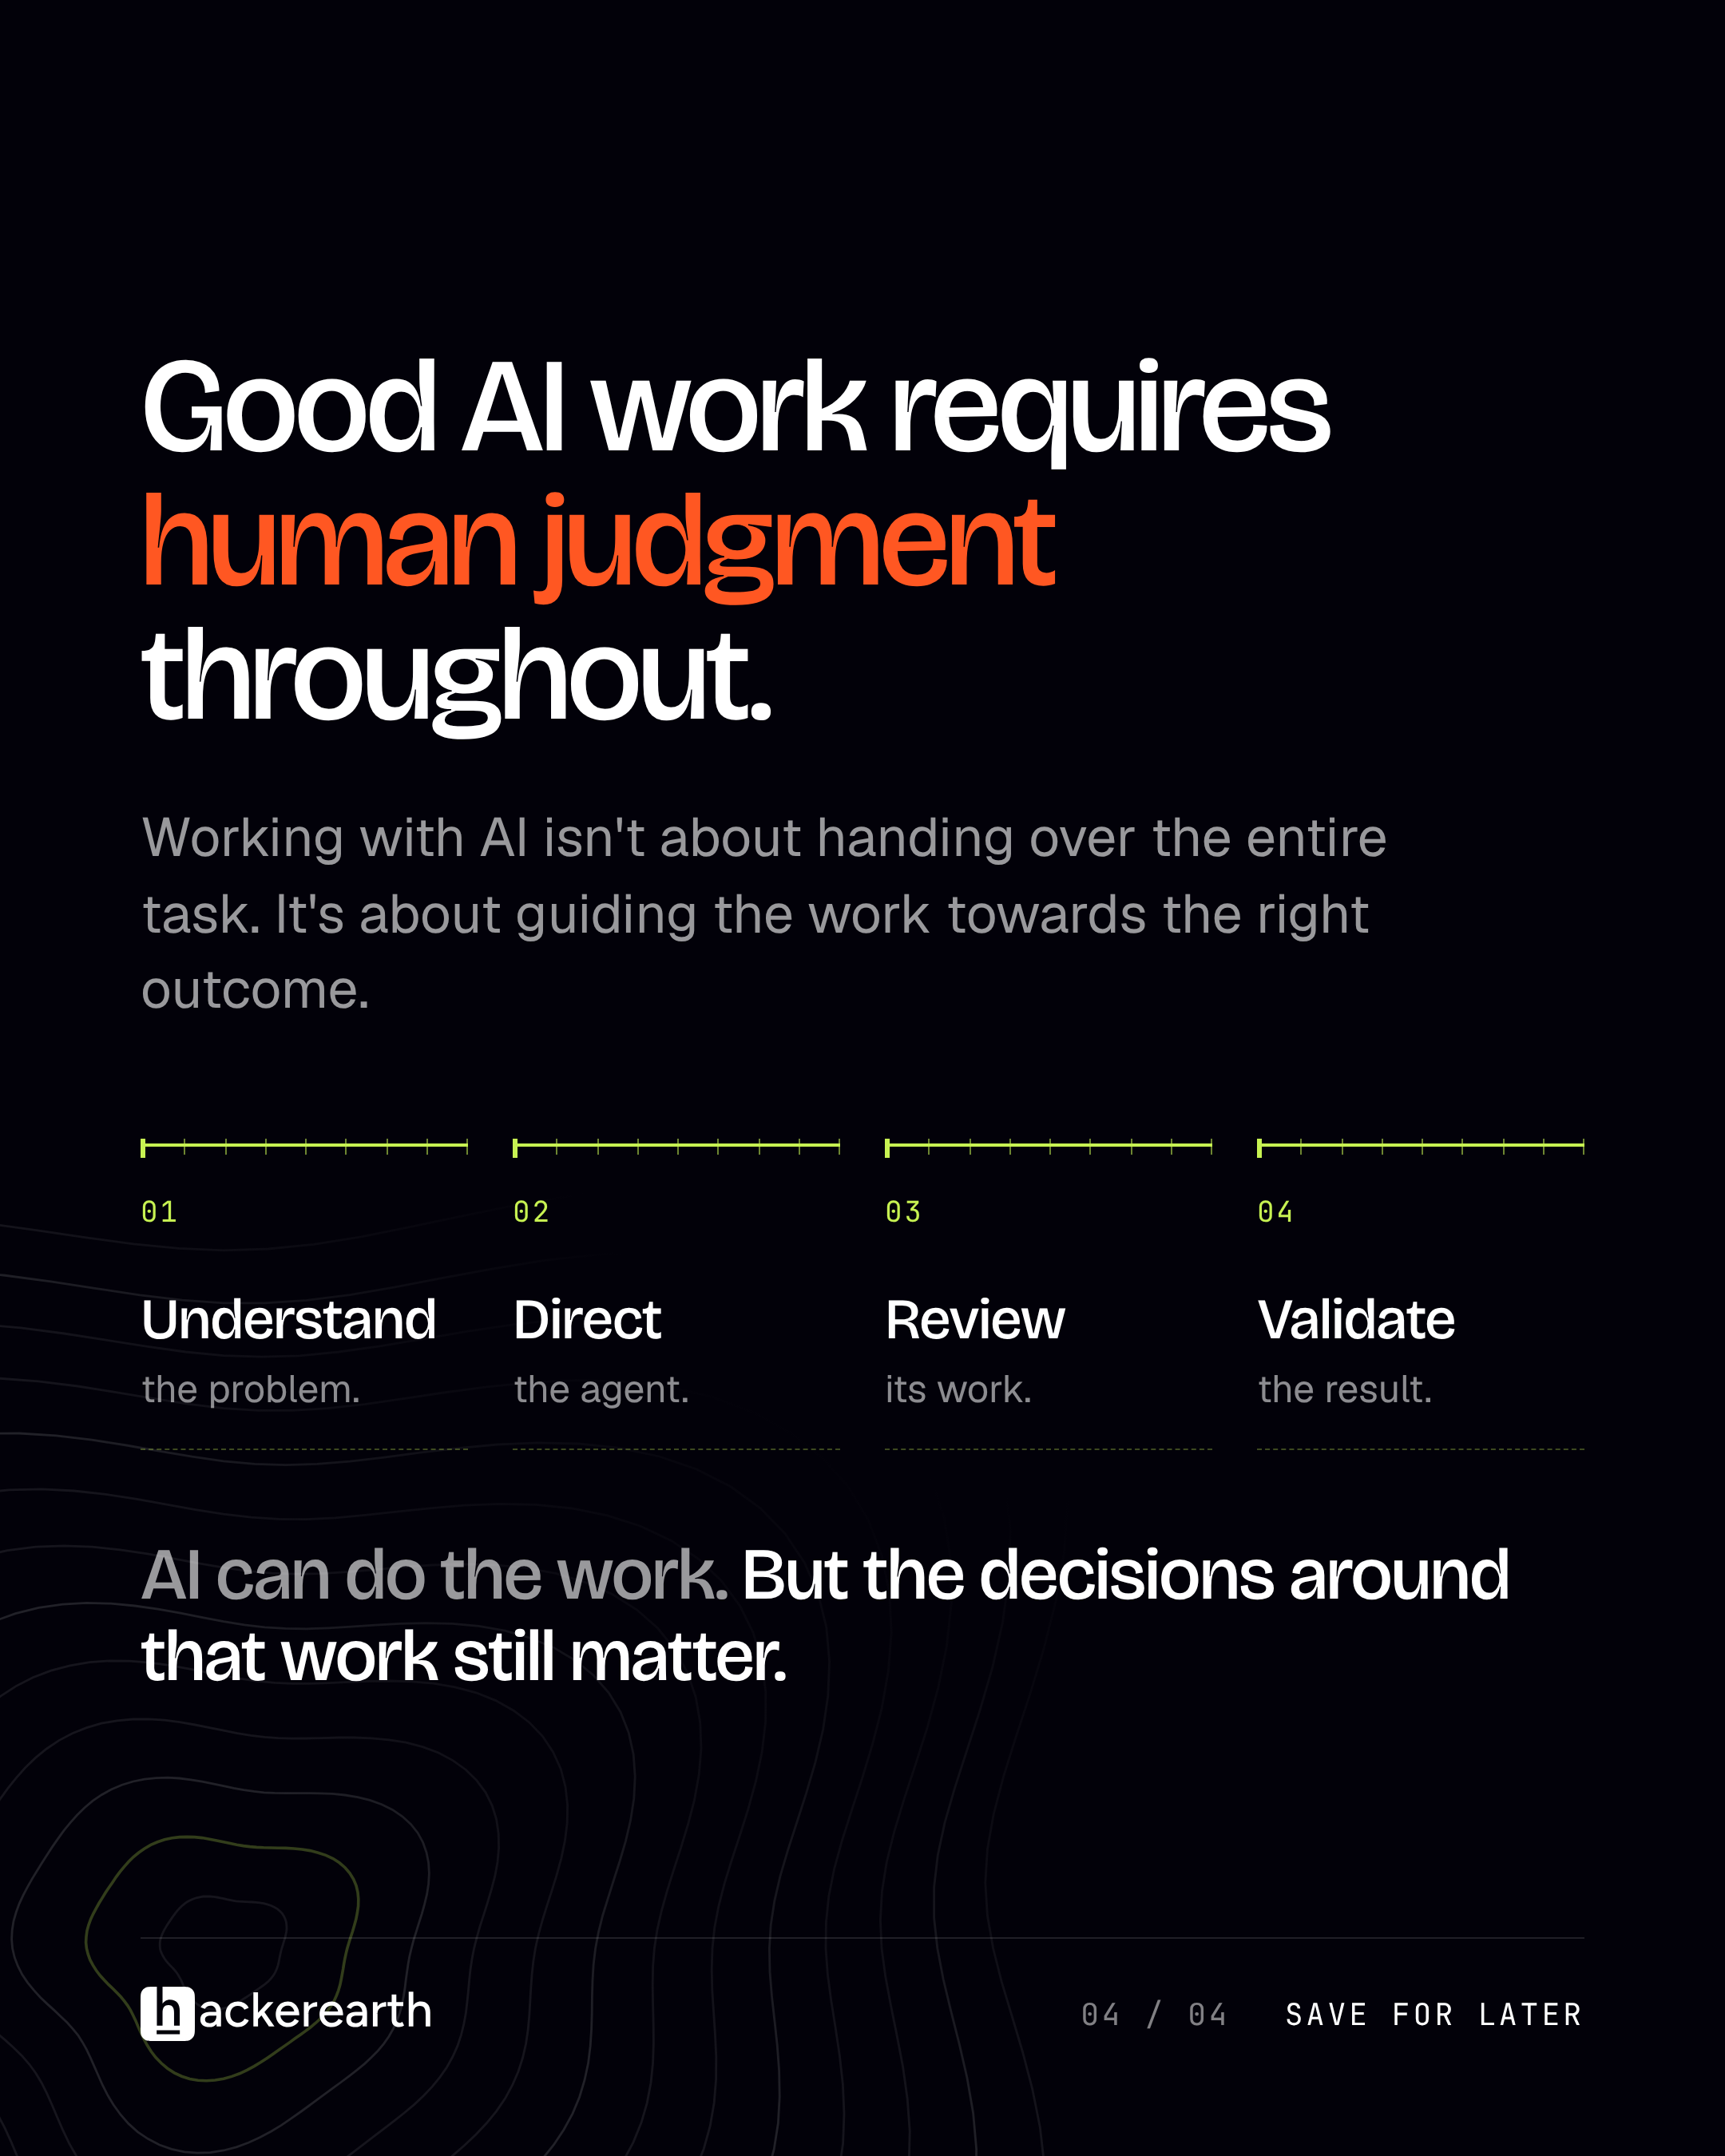 Good AI work requires
human judgment
throughout.
Working with AI isn't about handing over the entire
task. It's about guiding the work towards the right
outcome.
01
Understand
the problem.
02
Direct
the agent.
03
Review
its work.
04
Validate
the result.
AI can do the work. But the decisions around
that work still matter.
hackerearth
04 / 04 SAVE FOR LATER